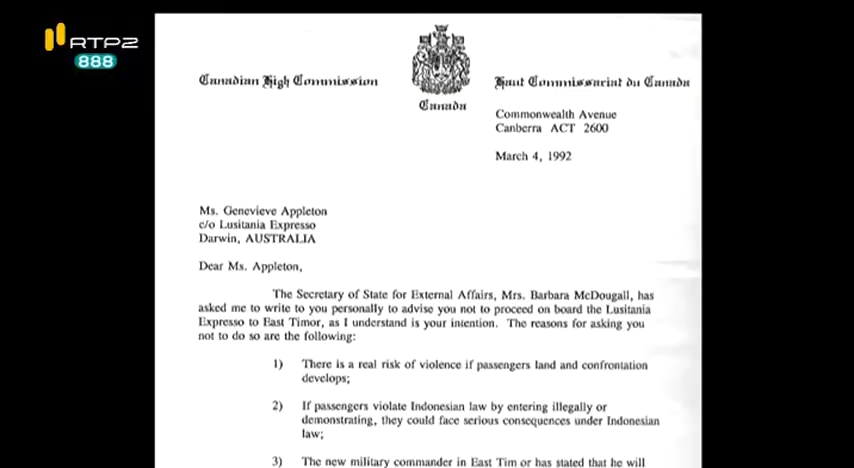 RTP2
888
Canadian High Commission
Canada
Haut Commissariat du Canada
Commonwealth Avenue
Canberra ACT 2600
March 4, 1992
Ms. Genevieve Appleton
c/o Lusitania Expresso
Darwin, AUSTRALIA
Dear Ms. Appleton,
The Secretary of State for External Affairs, Mrs. Barbara McDougall, has
asked me to write to you personally to advise you not to proceed on board the Lusitania
Expresso to East Timor, as I understand is your intention. The reasons for asking you
not to do so are the following:
1) There is a real risk of violence if passengers land and confrontation
develops;
2) If passengers violate Indonesian law by entering illegally or
demonstrating, they could face serious consequences under Indonesian
law;
3) The new military commander in East Tim or has stated that he will